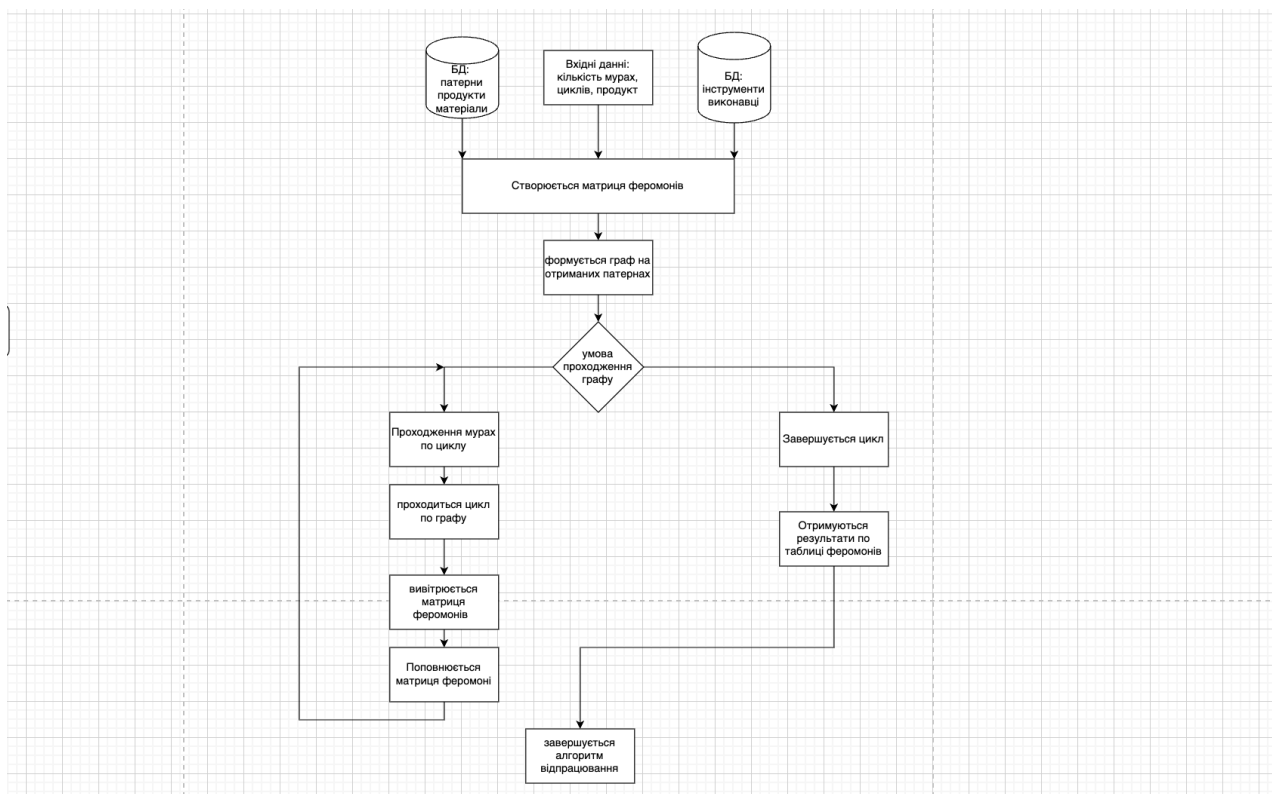 БД:
патерни
продукти
матеріали
Вхідні данні:
кількість мурах,
циклів, продукт
БД:
інструменти
виконавці
Створюється матриця феромонів
формується граф на
отриманих патернах
умова
проходження
графу
Проходження мурах
по циклу
Завершується цикл
проходиться цикл
по графу
Отримуються
результати по
таблиці феромонів
вивітрюється
матриця
феромонів
Поповнюється
матриця феромоні
завершується
алгоритм
відпрацювання